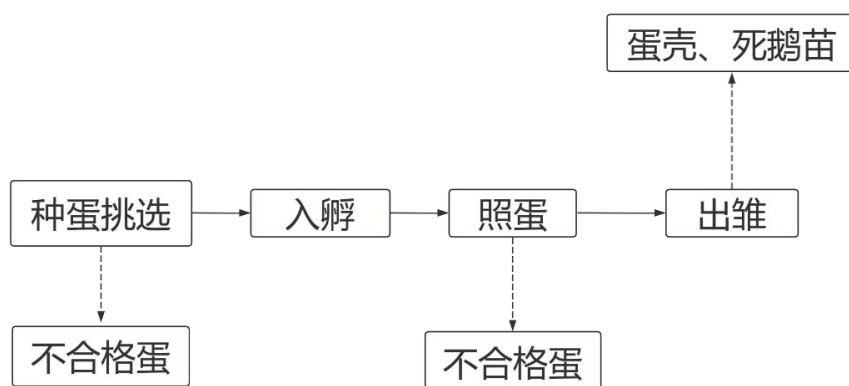 蛋壳、死鹅苗
种蛋挑选
入孵
照蛋
出雏
不合格蛋
不合格蛋